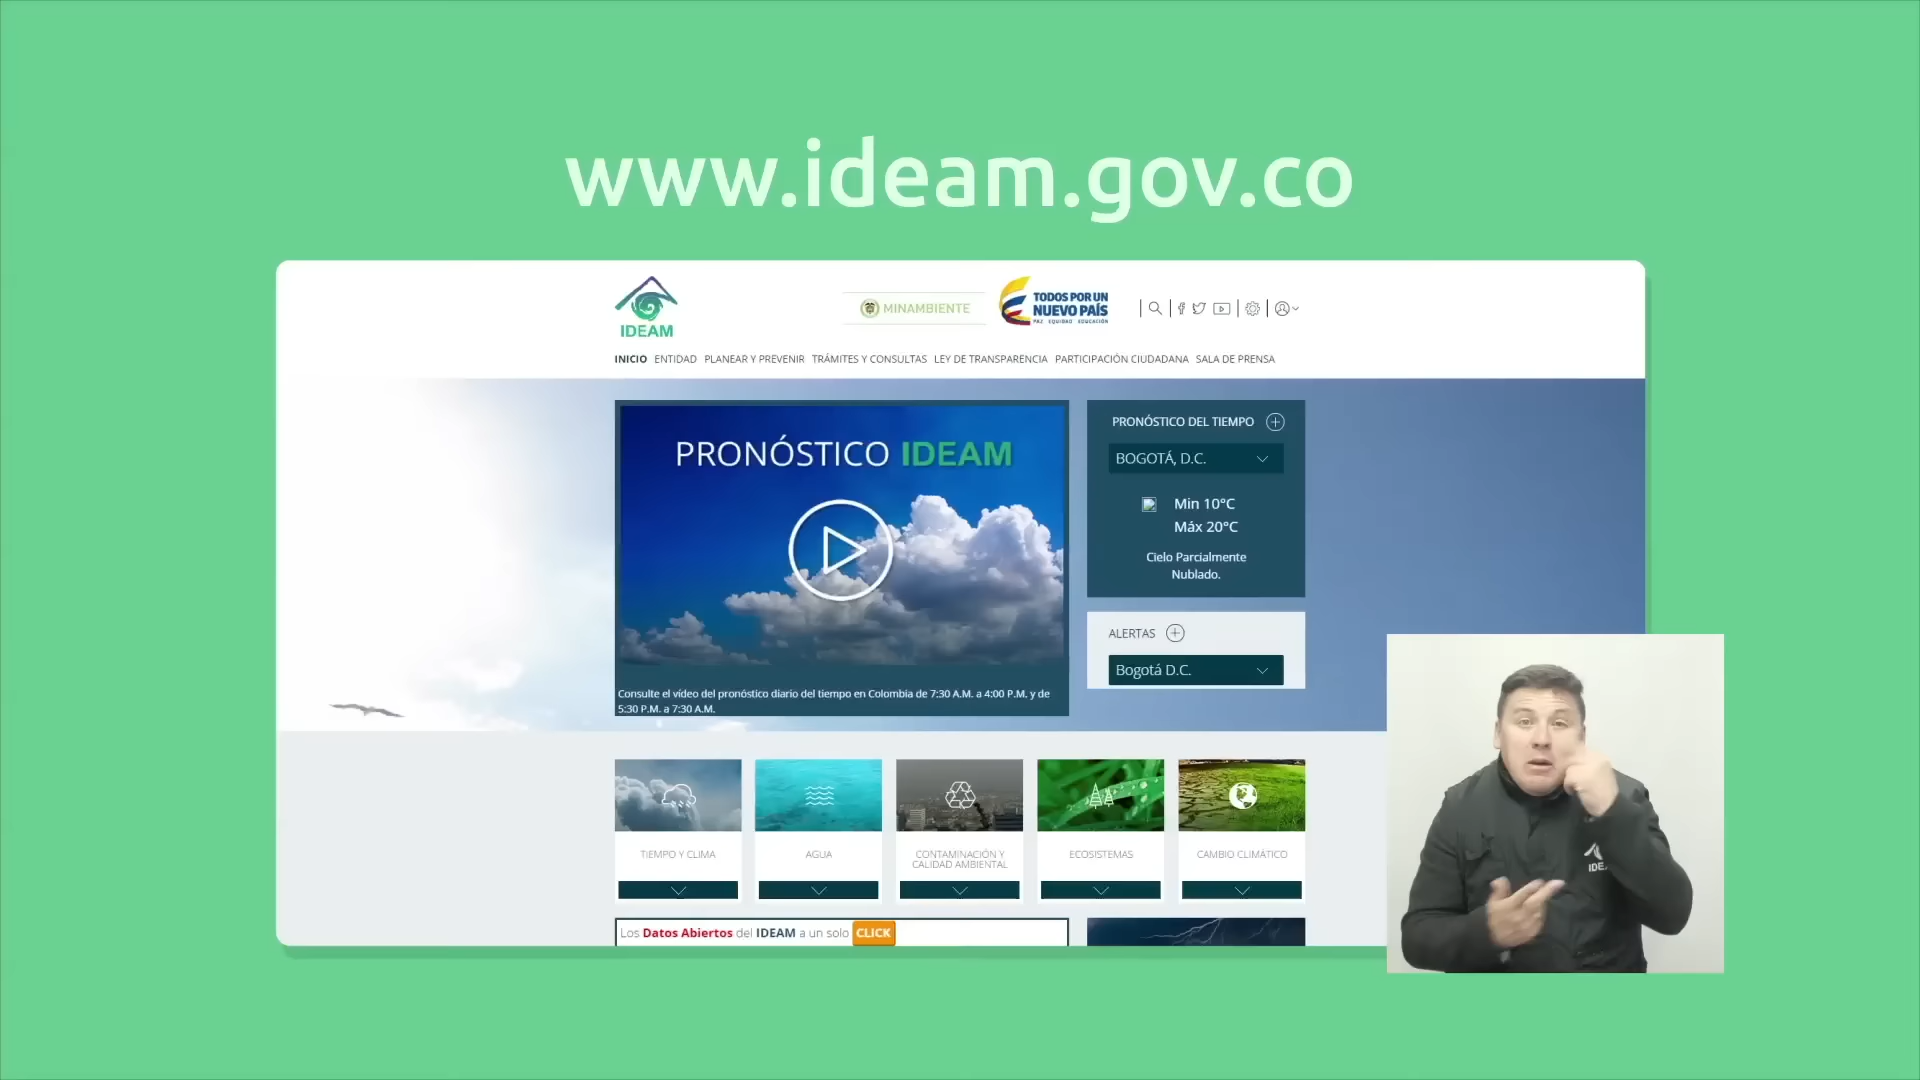 www.ideam.gov.co
IDEAM
MINAMBIENTE
TODOS POR UN
NUEVO PAÍS
PAZ EQUIDAD EDUCACIÓN
INICIO ENTIDAD PLANEAR Y PREVENIR TRÁMITES Y CONSULTAS LEY DE TRANSPARENCIA PARTICIPACIÓN CIUDADANA SALA DE PRENSA
PRONÓSTICO IDEAM
Consulte el vídeo del pronóstico diario del tiempo en Colombia de 7:30 A.M. a 4:00 P.M. y de
5:30 P.M. a 7:30 A.M.
PRONÓSTICO DEL TIEMPO
BOGOTÁ, D.C.
Min 10°C
Máx 20°C
Cielo Parcialmente
Nublado.
ALERTAS
Bogotá D.C.
TIEMPO Y CLIMA
AGUA
CONTAMINACIÓN Y
CALIDAD AMBIENTAL
ECOSISTEMAS
CAMBIO CLIMÁTICO
Los Datos Abiertos del IDEAM a un solo CLICK